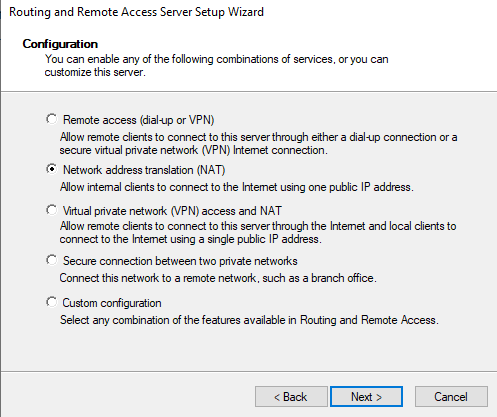 Routing and Remote Access Server Setup Wizard
Configuration
You can enable any of the following combinations of services, or you can
customize this server.
Remote access (dial-up or VPN)
Allow remote clients to connect to this server through either a dial-up connection or a
secure virtual private network (VPN) Internet connection.
Network address translation (NAT)
Allow internal clients to connect to the Internet using one public IP address.
Virtual private network (VPN) access and NAT
Allow remote clients to connect to this server through the Internet and local clients to
connect to the Internet using a single public IP address.
Secure connection between two private networks
Connect this network to a remote network, such as a branch office.
Custom configuration
Select any combination of the features available in Routing and Remote Access.
< Back Next > Cancel